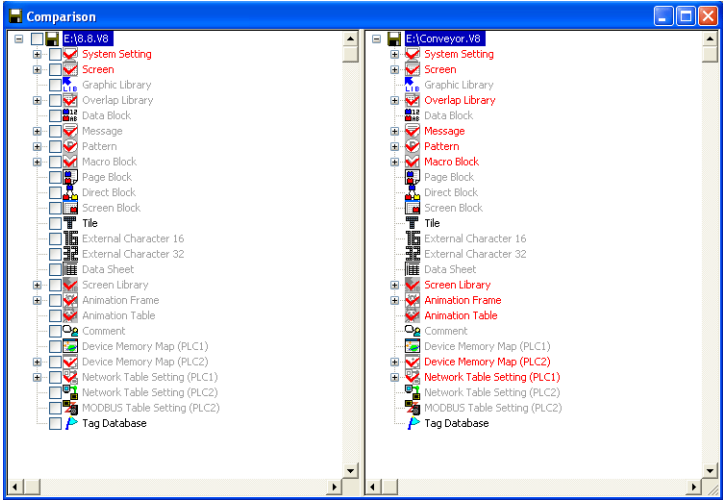 Comparison
E:\8.8.V8
System Setting
Screen
Graphic Library
Overlap Library
Data Block
Message
Pattern
Macro Block
Page Block
Direct Block
Screen Block
Tile
External Character 16
External Character 32
Data Sheet
Screen Library
Animation Frame
Animation Table
Comment
Device Memory Map (PLC1)
Device Memory Map (PLC2)
Network Table Setting (PLC1)
Network Table Setting (PLC2)
MODBUS Table Setting (PLC2)
Tag Database
E:\Conveyor.V8
System Setting
Screen
Graphic Library
Overlap Library
Data Block
Message
Pattern
Macro Block
Page Block
Direct Block
Screen Block
Tile
External Character 16
External Character 32
Data Sheet
Screen Library
Animation Frame
Animation Table
Comment
Device Memory Map (PLC1)
Device Memory Map (PLC2)
Network Table Setting (PLC1)
Network Table Setting (PLC2)
MODBUS Table Setting (PLC2)
Tag Database